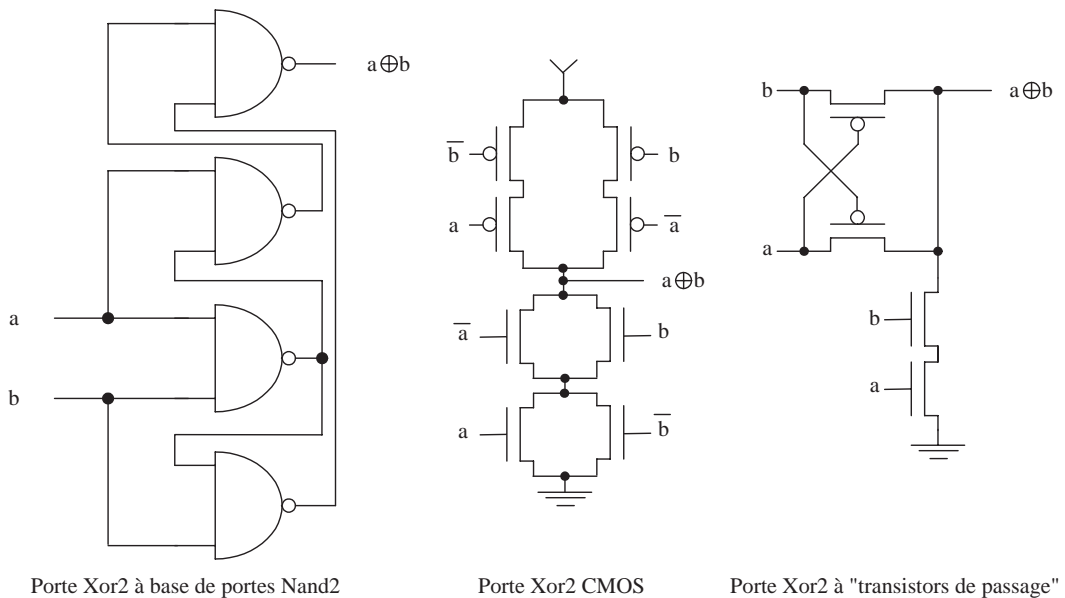 a⊕b
a
b
Porte Xor2 à base de portes Nand2
b̅
b
a
a̅
a⊕b
a̅
b
a
b̅
Porte Xor2 CMOS
b
a⊕b
a
b
a
Porte Xor2 à "transistors de passage"